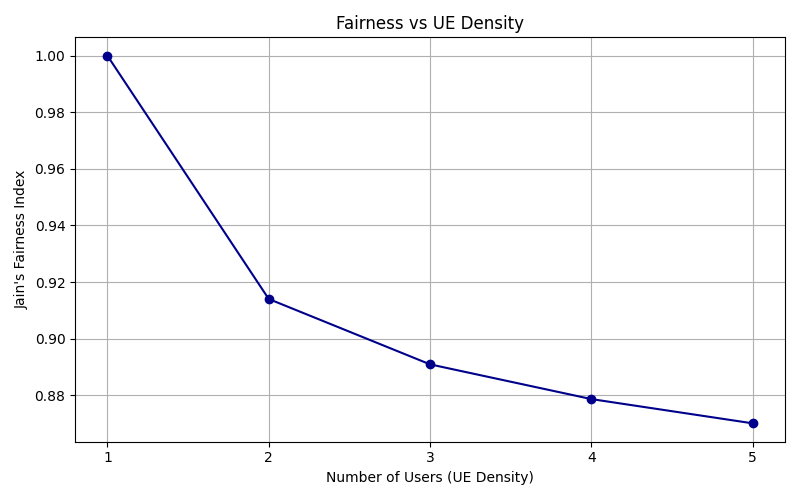 Fairness vs UE Density
Jain's Fairness Index
1.00
0.98
0.96
0.94
0.92
0.90
0.88
1 2 3 4 5
Number of Users (UE Density)